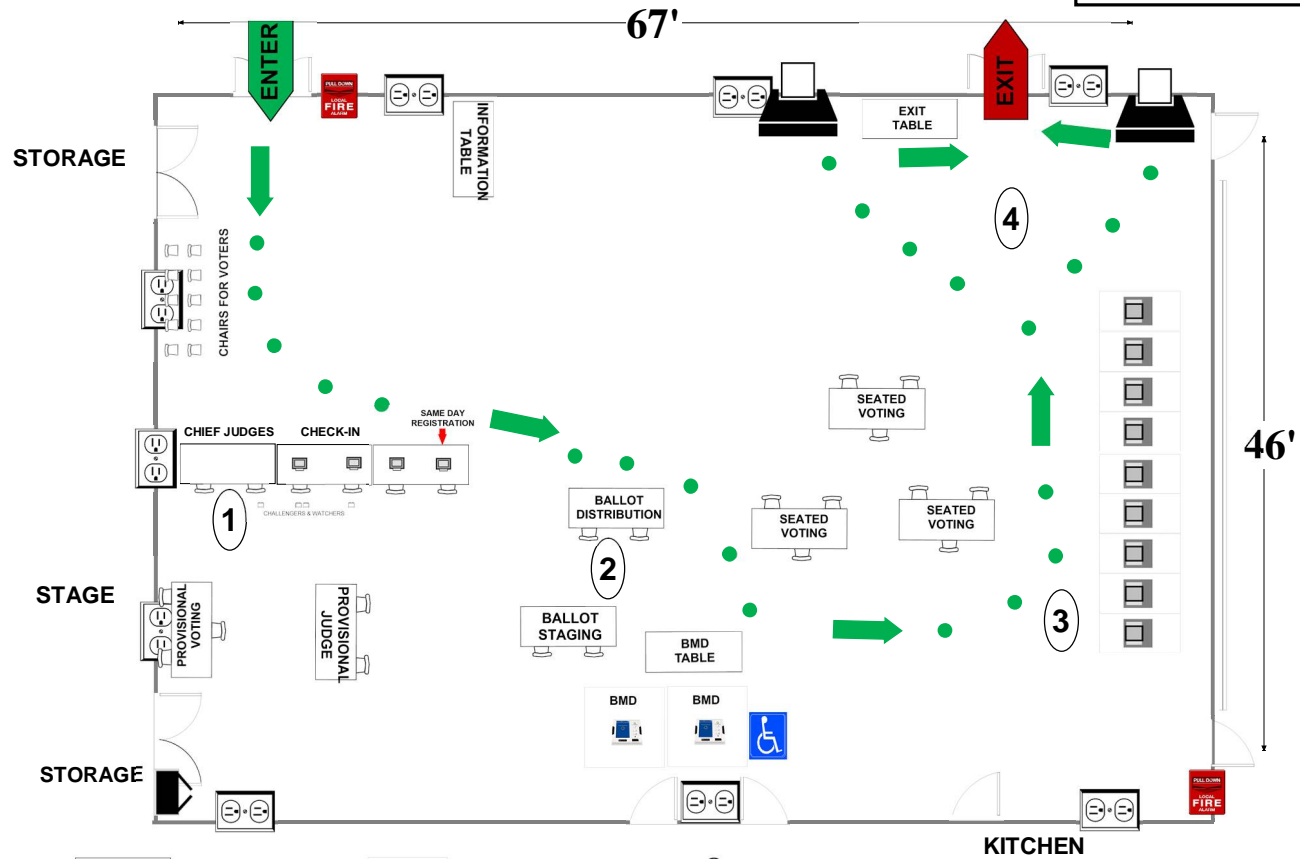 67'
ENTER
EXIT
PULL DOWN
LOCAL
FIRE
ALARM
INFORMATION
TABLE
EXIT
TABLE
STORAGE
4
CHAIRS FOR VOTERS
SEATED
VOTING
SAME DAY
REGISTRATION
CHIEF JUDGES
CHECK-IN
46'
CHALLENGERS & WATCHERS
1
BALLOT
DISTRIBUTION
SEATED
VOTING
SEATED
VOTING
2
STAGE
PROVISIONAL
VOTING
PROVISIONAL
JUDGE
BALLOT
STAGING
3
BMD
TABLE
BMD
BMD
STORAGE
PULL DOWN
LOCAL
FIRE
ALARM
KITCHEN